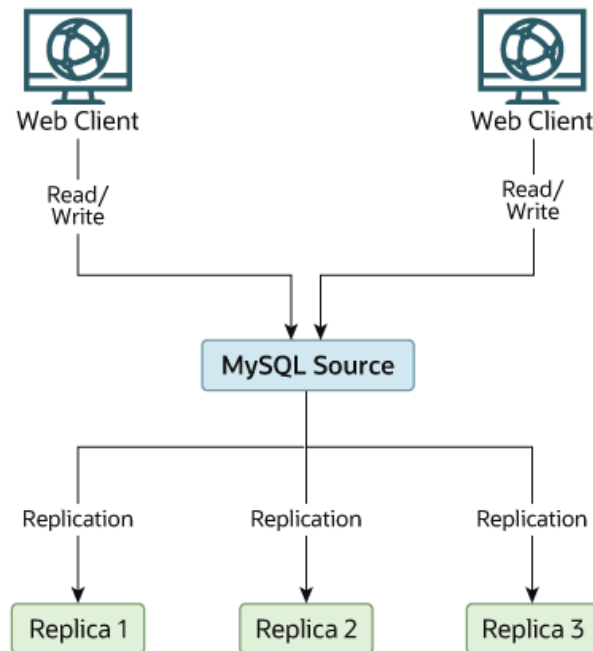 Web Client
Web Client
Read/
Write
Read/
Write
MySQL Source
Replication
Replication
Replication
Replica 1
Replica 2
Replica 3